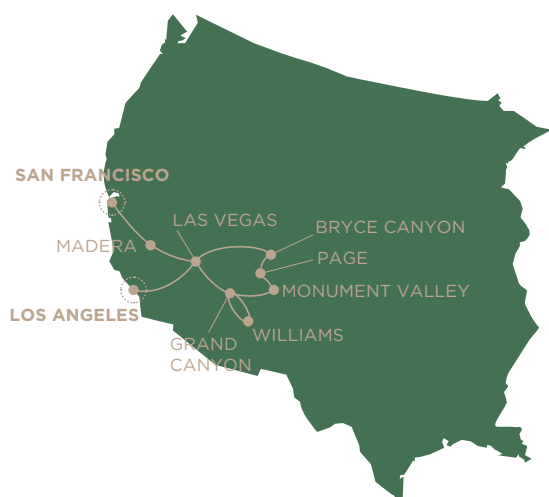 SAN FRANCISCO
LAS VEGAS
BRYCE CANYON
MADERA
PAGE
MONUMENT VALLEY
LOS ANGELES
WILLIAMS
GRAND
CANYON